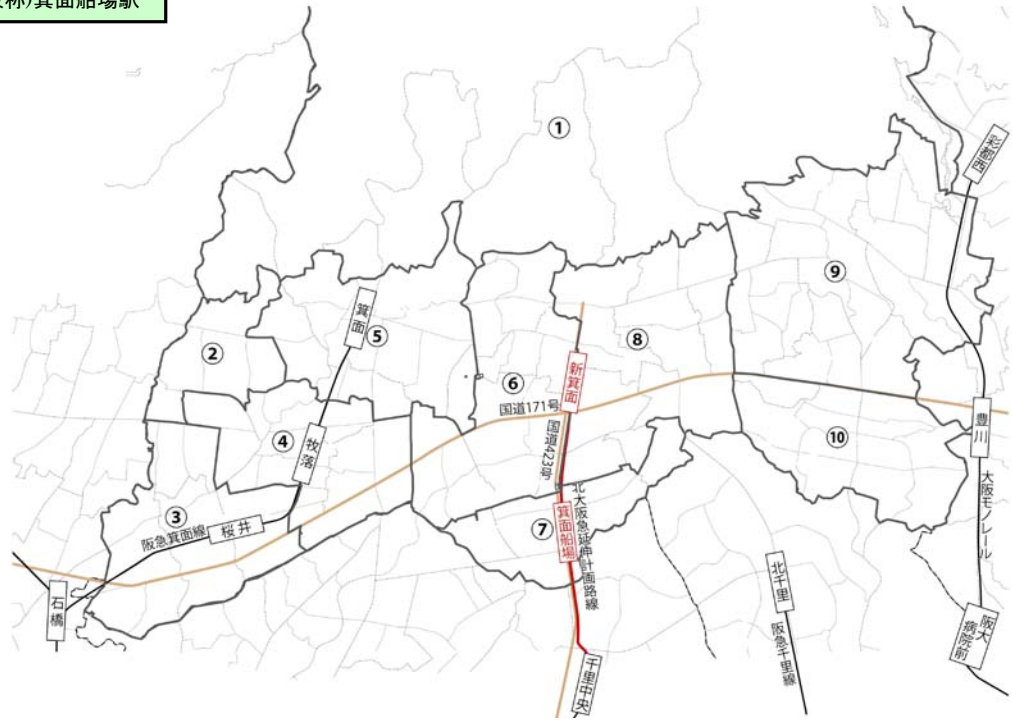 称)箕面船場駅
①
彩都西
⑨
箕面
⑤
②
⑧
新箕面
⑥
国道171号
国道423号
④
牧落
⑩
豊川
大阪モノレール
③
阪急箕面線
桜井
⑦
箕面船場
北大阪急延伸計画路線
石橋
北千里
阪急千里線
阪大
病院前
千里中央